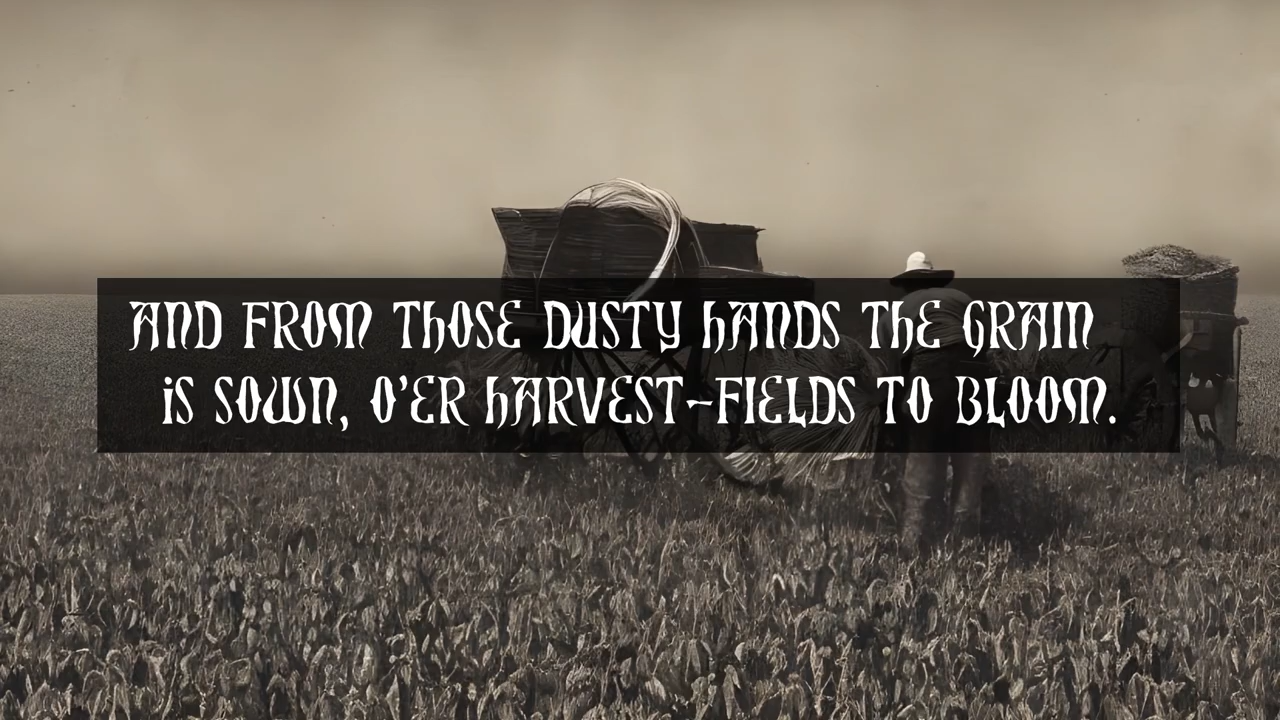 AND FROM THOSE DUSTY HANDS THE GRAIN
IS SOWN, O'ER HARVEST-FIELDS TO BLOOM.